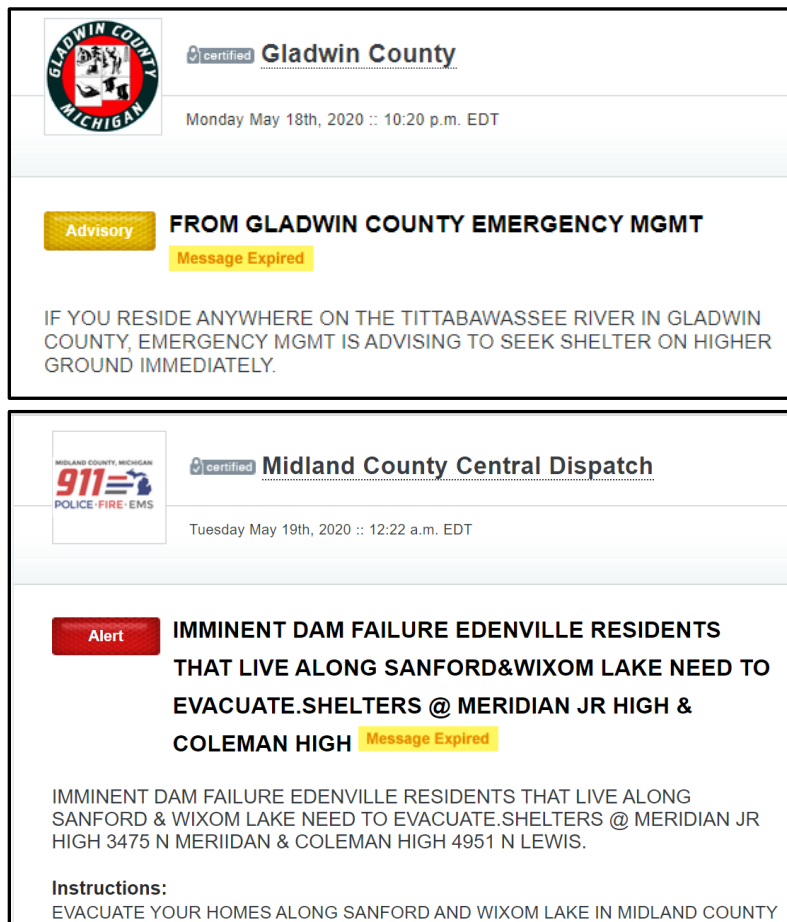 GLADWIN COUNTY
MICHIGAN
certified Gladwin County
Monday May 18th, 2020 :: 10:20 p.m. EDT
Advisory FROM GLADWIN COUNTY EMERGENCY MGMT
Message Expired
IF YOU RESIDE ANYWHERE ON THE TITTABAWASSEE RIVER IN GLADWIN
COUNTY, EMERGENCY MGMT IS ADVISING TO SEEK SHELTER ON HIGHER
GROUND IMMEDIATELY.
MIDLAND COUNTY, MICHIGAN
911
POLICE·FIRE·EMS
certified Midland County Central Dispatch
Tuesday May 19th, 2020 :: 12:22 a.m. EDT
Alert IMMINENT DAM FAILURE EDENVILLE RESIDENTS
THAT LIVE ALONG SANFORD&WIXOM LAKE NEED TO
EVACUATE.SHELTERS @ MERIDIAN JR HIGH &
COLEMAN HIGH Message Expired
IMMINENT DAM FAILURE EDENVILLE RESIDENTS THAT LIVE ALONG
SANFORD & WIXOM LAKE NEED TO EVACUATE.SHELTERS @ MERIDIAN JR
HIGH 3475 N MERIIDAN & COLEMAN HIGH 4951 N LEWIS.
Instructions:
EVACUATE YOUR HOMES ALONG SANFORD AND WIXOM LAKE IN MIDLAND COUNTY